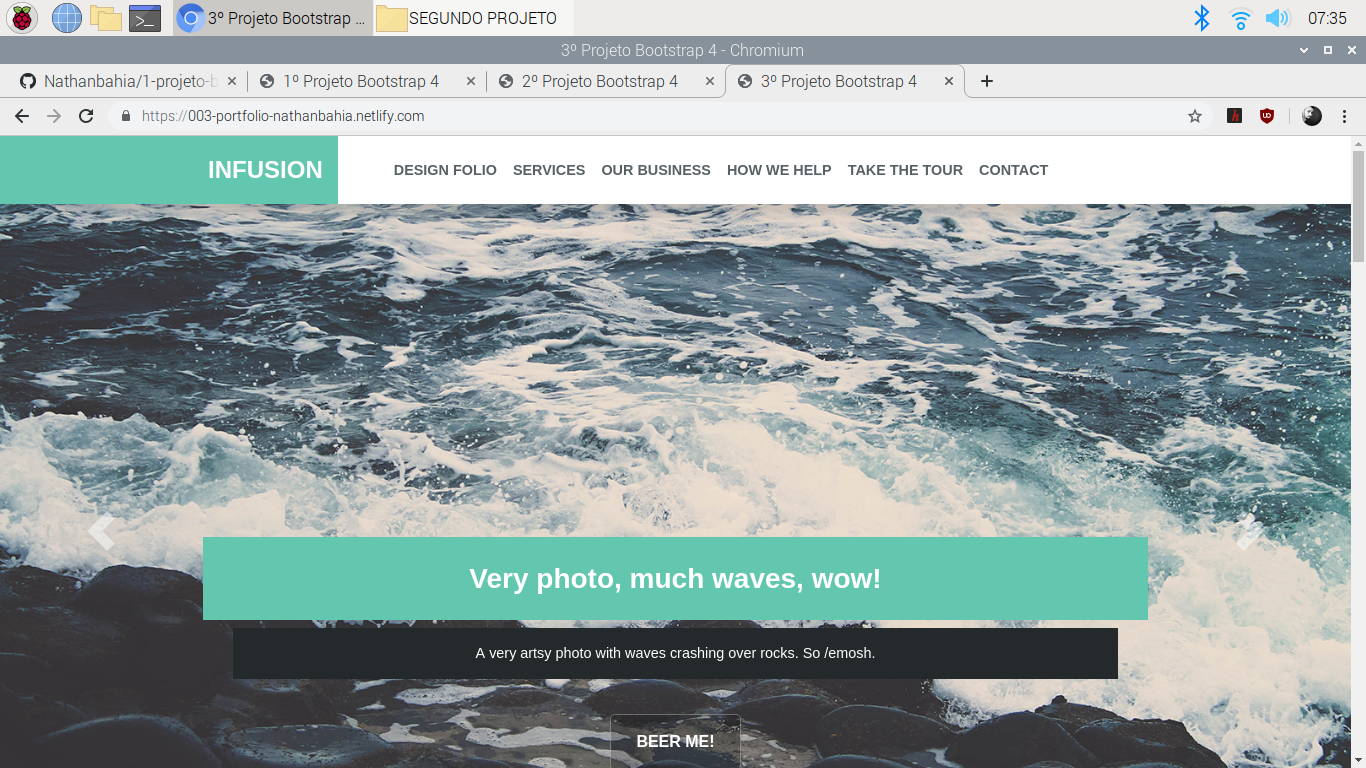 3º Projeto Bootstrap ... SEGUNDO PROJETO 07:35
3º Projeto Bootstrap 4 - Chromium
Nathanbahia/1-projeto-b 1º Projeto Bootstrap 4 2º Projeto Bootstrap 4 3º Projeto Bootstrap 4
https://003-portfolio-nathanbahia.netlify.com
INFUSION DESIGN FOLIO SERVICES OUR BUSINESS HOW WE HELP TAKE THE TOUR CONTACT
Very photo, much waves, wow!
A very artsy photo with waves crashing over rocks. So /emosh.
BEER ME!